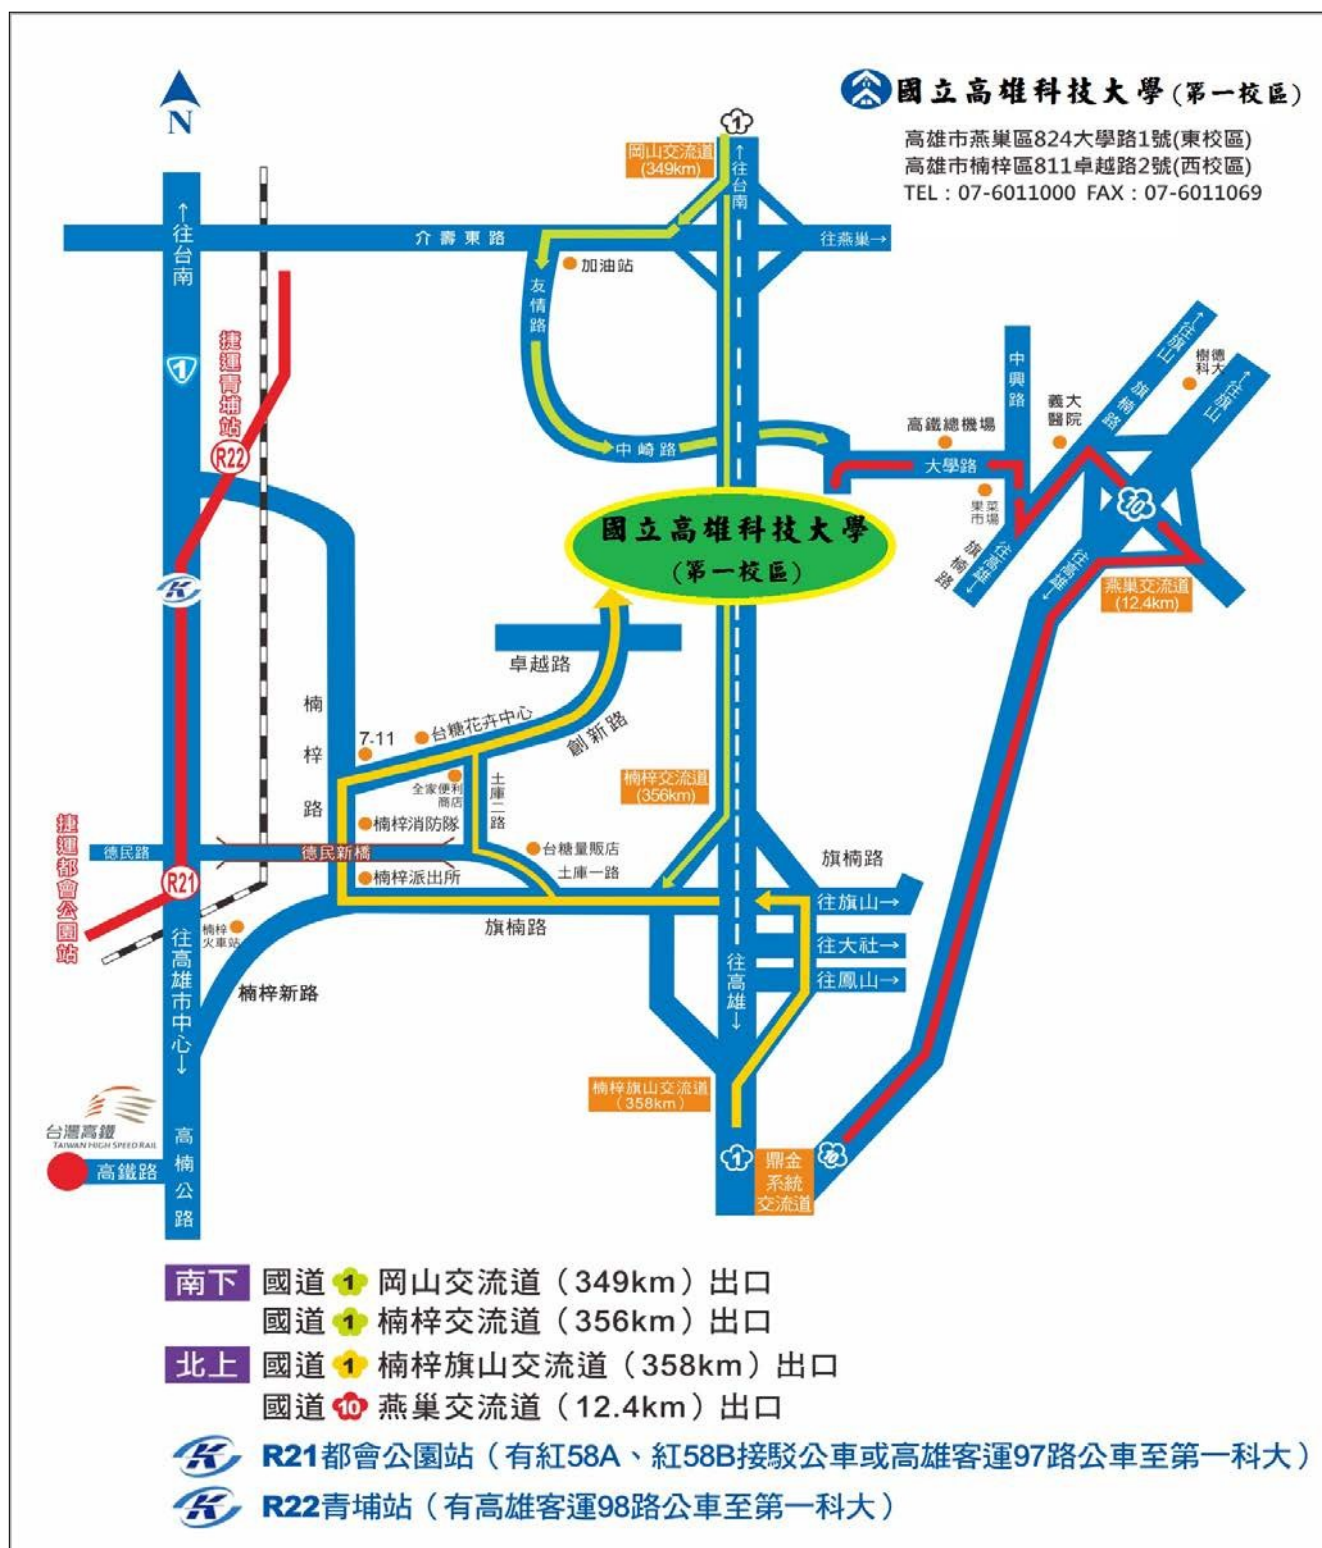 國立高雄科技大學(第一校區)
高雄市燕巢區824大學路1號(東校區)
高雄市楠梓區811卓越路2號(西校區)
TEL：07-6011000 FAX：07-6011069
N
1
岡山交流道
(349km)
↑往台南
↑往台南
介壽東路
往燕巢→
加油站
友情路
1
捷運青埔站
R22
中崎路
中興路
高鐵總機場
大學路
義大
醫院
↑往旗山
旗楠路
德大
樹科
↑往旗山
果菜
市場
10
往高雄→
旗楠路
往高雄→
燕巢交流道
(12.4km)
國立高雄科技大學
(第一校區)
K
卓越路
楠梓路
7-11
台糖花卉中心
創新路
全家便利
商店
土庫二路
楠梓交流道
(356km)
楠梓消防隊
捷運都會公園站
德民路
德民新橋
台糖量販店
土庫一路
旗楠路
R21
楠梓派出所
往旗山→
旗楠路
楠梓
火車站
往大社→
往高雄市中心→
往高雄→
往鳳山→
楠梓新路
楠梓旗山交流道
(358km)
台灣高鐵
TAIWAN HIGH SPEED RAIL
高鐵路
高楠公路
1
鼎金
系統
交流道
10
南下 國道 1 岡山交流道（349km）出口
國道 1 楠梓交流道（356km）出口
北上 國道 1 楠梓旗山交流道（358km）出口
國道 10 燕巢交流道（12.4km）出口
K R21都會公園站（有紅58A、紅58B接駁公車或高雄客運97路公車至第一科大）
K R22青埔站（有高雄客運98路公車至第一科大）